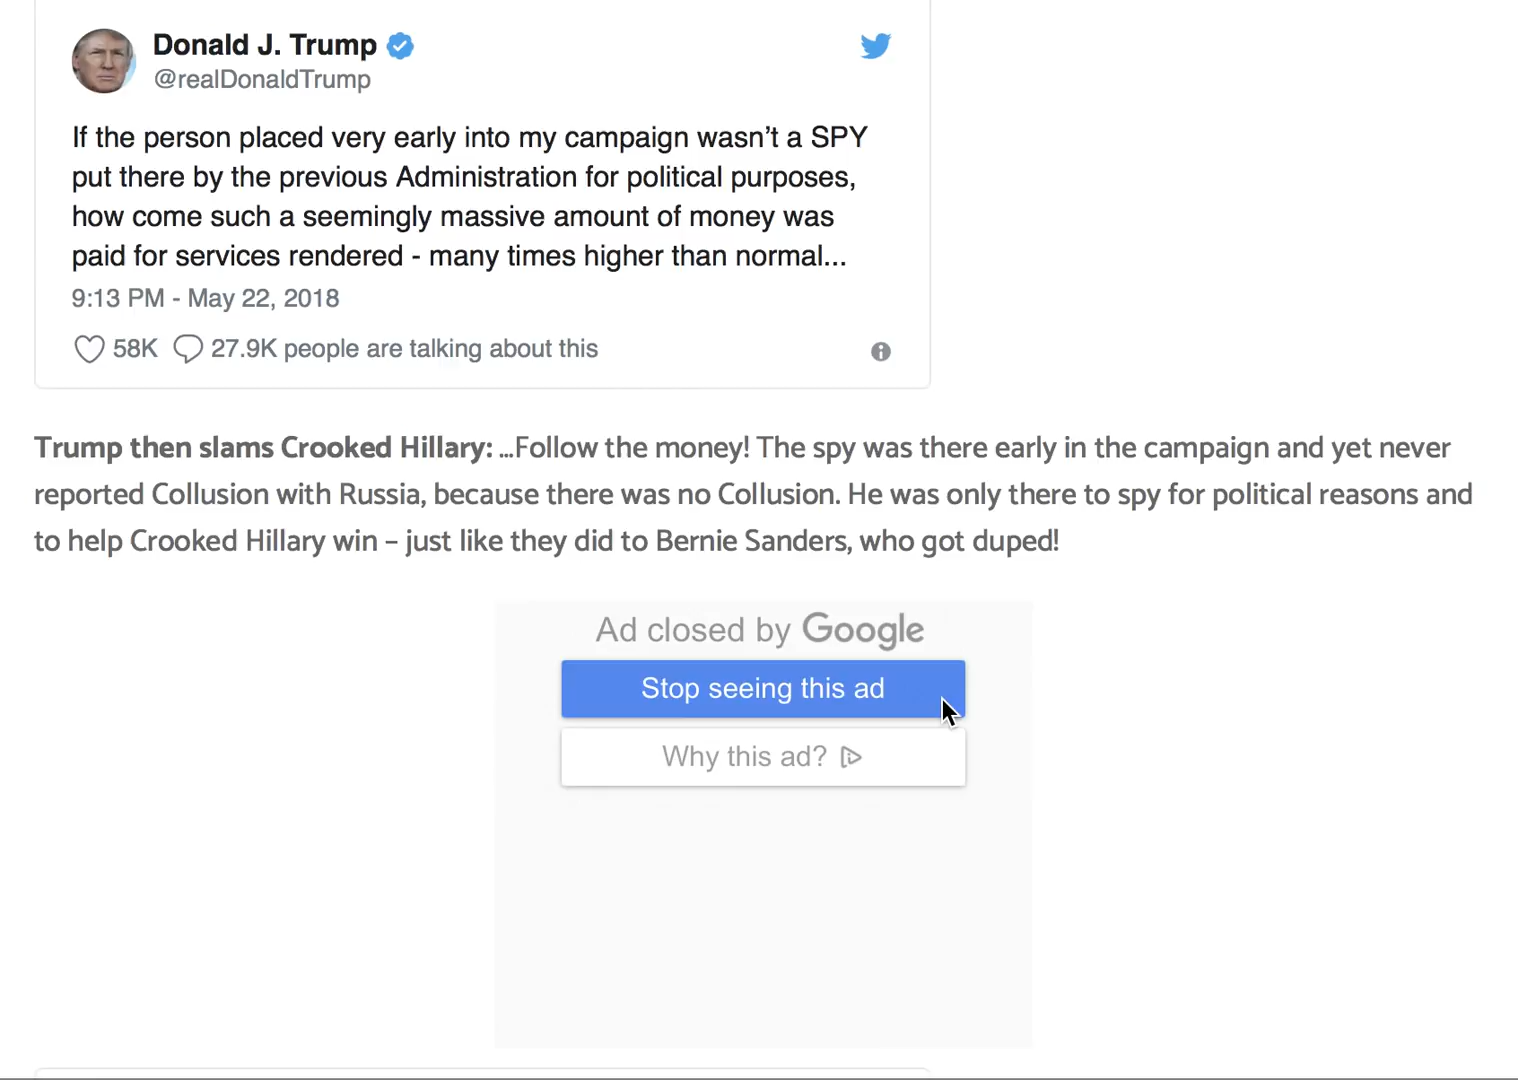 Donald J. Trump
@realDonaldTrump
If the person placed very early into my campaign wasn’t a SPY
put there by the previous Administration for political purposes,
how come such a seemingly massive amount of money was
paid for services rendered - many times higher than normal...
9:13 PM - May 22, 2018
58K 27.9K people are talking about this
Trump then slams Crooked Hillary: …Follow the money! The spy was there early in the campaign and yet never
reported Collusion with Russia, because there was no Collusion. He was only there to spy for political reasons and
to help Crooked Hillary win – just like they did to Bernie Sanders, who got duped!
Ad closed by Google
Stop seeing this ad
Why this ad?